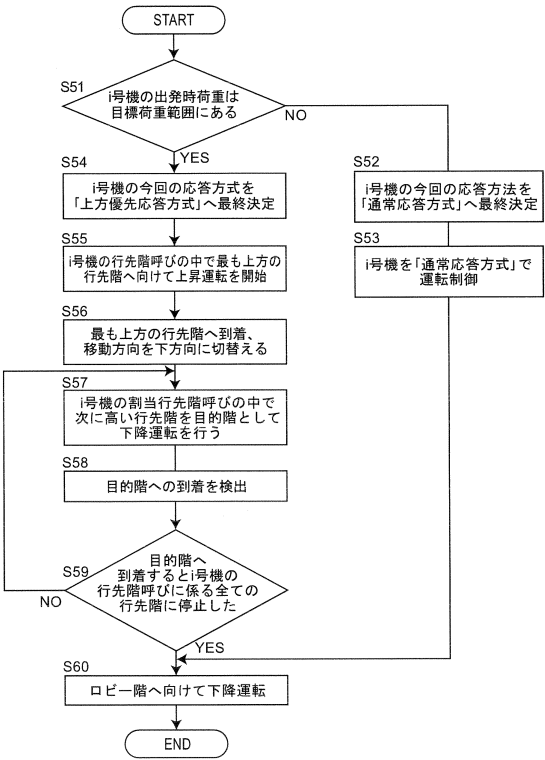 START
S51
i号機の出発時荷重は
目標荷重範囲にある
NO
YES
S54
i号機の今回の応答方式を
「上方優先応答方式」へ最終決定
S52
i号機の今回の応答方法を
「通常応答方式」へ最終決定
S55
i号機の行先階呼びの中で最も上方の
行先階へ向けて上昇運転を開始
S53
i号機を「通常応答方式」で
運転制御
S56
最も上方の行先階へ到着、
移動方向を下方向に切替える
S57
i号機の割当行先階呼びの中で
次に高い行先階を目的階として
下降運転を行う
S58
目的階への到着を検出
S59
目的階へ
到着するとi号機の
行先階呼びに係る全ての
行先階に停止した
NO
YES
S60
ロビー階へ向けて下降運転
END